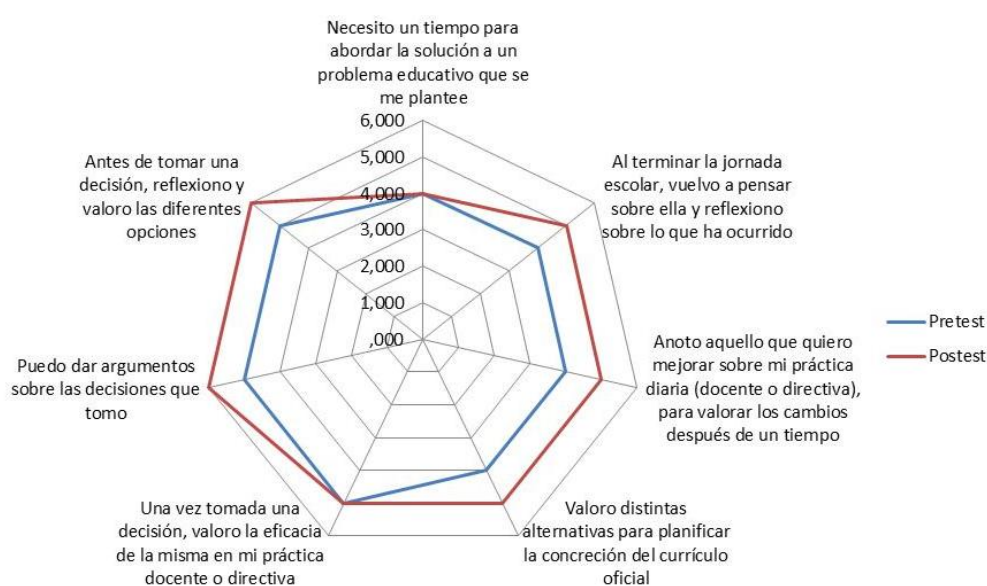 Necesito un tiempo para
abordar la solución a un
problema educativo que se
me plantee
6,000
5,000
4,000
3,000
2,000
1,000
,000
Al terminar la jornada
escolar, vuelvo a pensar
sobre ella y reflexiono
sobre lo que ha ocurrido
Anoto aquello que quiero
mejorar sobre mi práctica
diaria (docente o directiva),
para valorar los cambios
después de un tiempo
Valoro distintas
alternativas para planificar
la concreción del currículo
oficial
Una vez tomada una
decisión, valoro la eficacia
de la misma en mi práctica
docente o directiva
Puedo dar argumentos
sobre las decisiones que
tomo
Antes de tomar una
decisión, reflexiono y
valoro las diferentes
opciones
Pretest
Postest